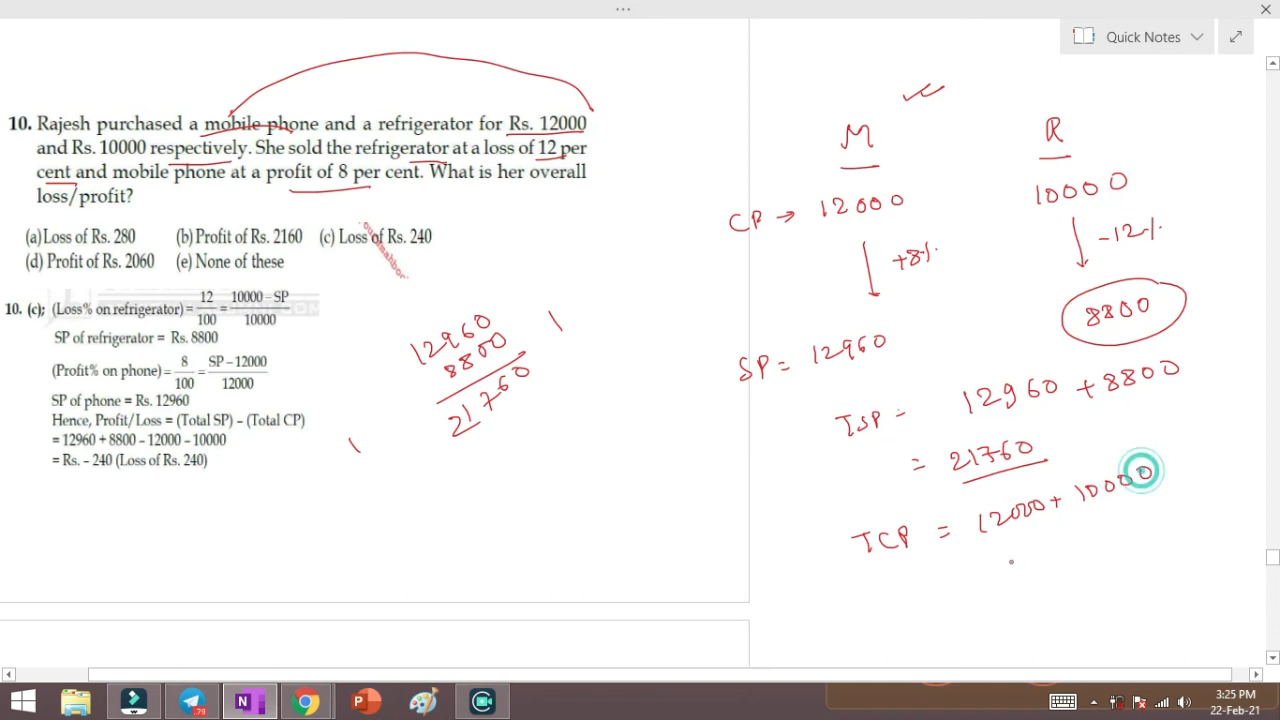 Quick Notes
10. Rajesh purchased a mobile phone and a refrigerator for Rs. 12000
and Rs. 10000 respectively. She sold the refrigerator at a loss of 12 per
cent and mobile phone at a profit of 8 per cent. What is her overall
loss/profit?
(a) Loss of Rs. 280 (b) Profit of Rs. 2160 (c) Loss of Rs. 240
(d) Profit of Rs. 2060 (e) None of these
10. (c); (Loss% on refrigerator) = 12/100 = 10000 – SP/10000
SP of refrigerator = Rs. 8800
(Profit% on phone) = 8/100 = SP – 12000/12000
SP of phone = Rs. 12960
Hence, Profit/Loss = (Total SP) – (Total CP)
= 12960 + 8800 – 12000 – 10000
= Rs. – 240 (Loss of Rs. 240)
12960
8800
21760
M R
CP → 12000 10000
+8% -12%
8800
SP = 12960
TSP = 12960 + 8800
= 21760
TCP = 12000 + 10000
79
3:25 PM
22-Feb-21